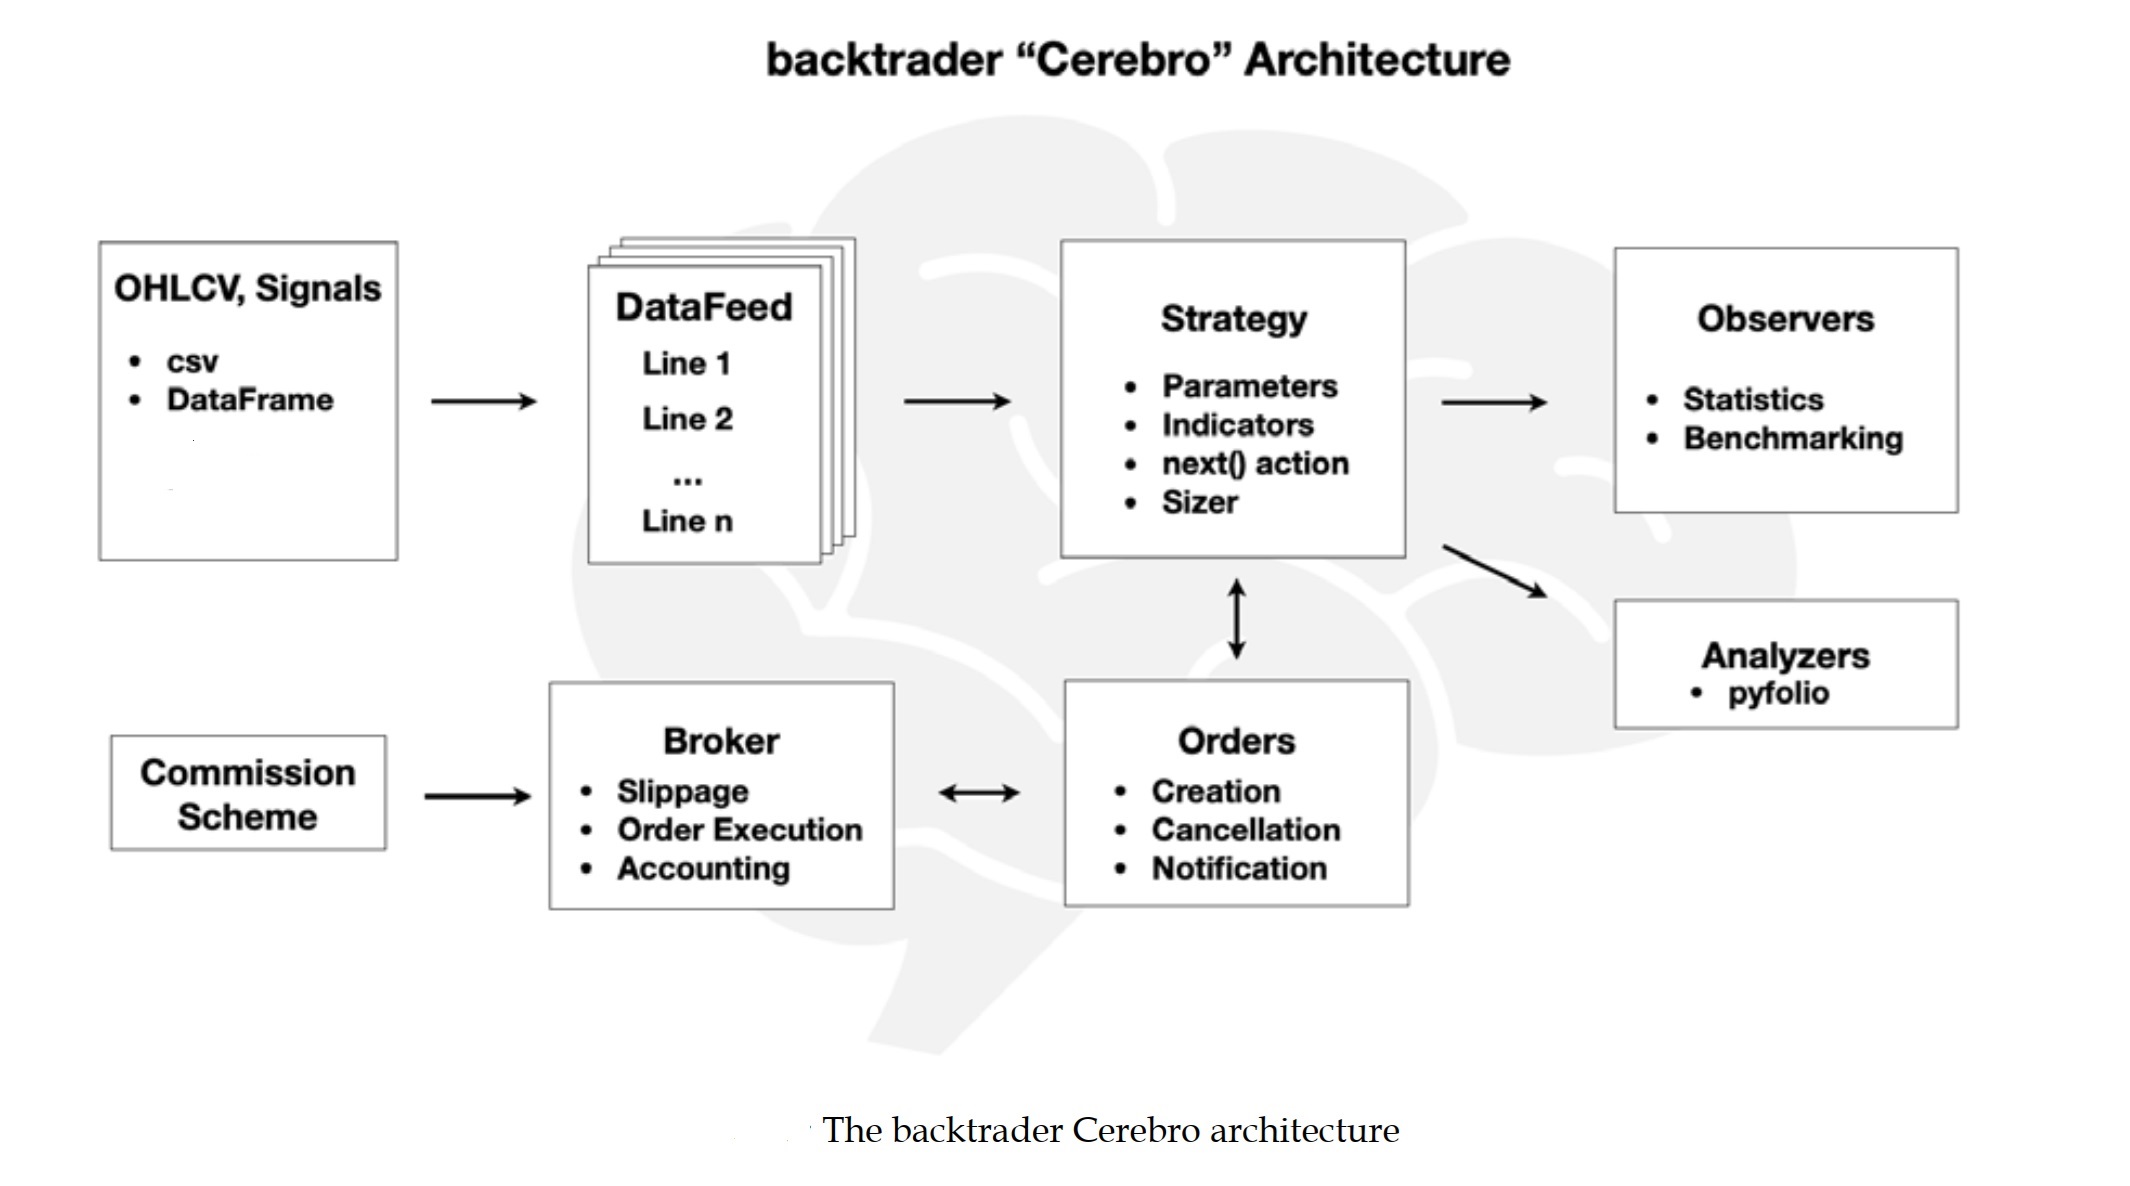 backtrader “Cerebro” Architecture
OHLCV, Signals
• csv
• DataFrame
DataFeed
Line 1
Line 2
...
Line n
Strategy
• Parameters
• Indicators
• next() action
• Sizer
Observers
• Statistics
• Benchmarking
Analyzers
• pyfolio
Commission
Scheme
Broker
• Slippage
• Order Execution
• Accounting
Orders
• Creation
• Cancellation
• Notification
The backtrader Cerebro architecture